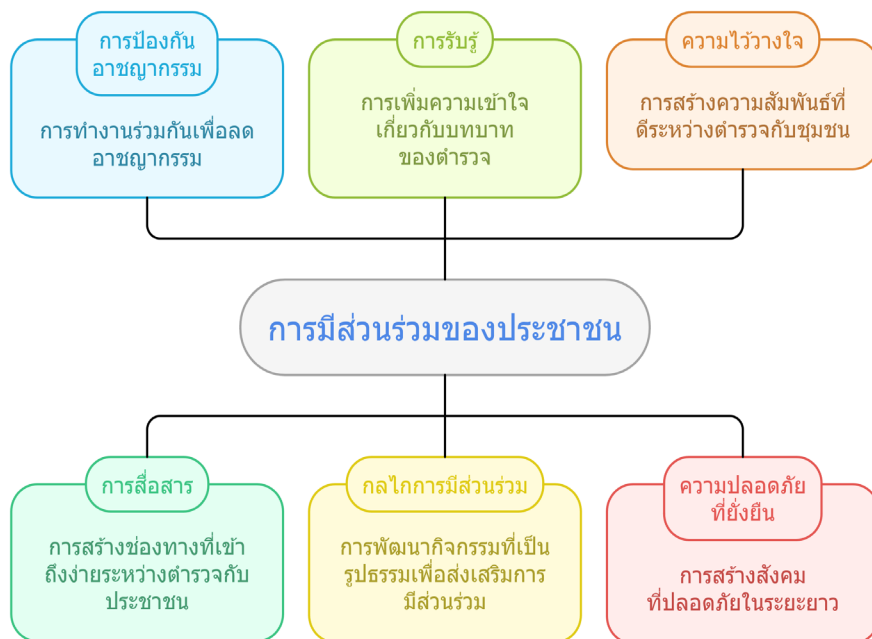 การป้องกัน
อาชญากรรม
การทำงานร่วมกันเพื่อลด
อาชญากรรม
การรับรู้
การเพิ่มความเข้าใจ
เกี่ยวกับบทบาท
ของตำรวจ
ความไว้วางใจ
การสร้างความสัมพันธ์ที่
ดีระหว่างตำรวจกับชุมชน
การมีส่วนร่วมของประชาชน
การสื่อสาร
การสร้างช่องทางที่เข้า
ถึงง่ายระหว่างตำรวจกับ
ประชาชน
กลไกการมีส่วนร่วม
การพัฒนากิจกรรมที่เป็น
รูปธรรมเพื่อส่งเสริมการ
มีส่วนร่วม
ความปลอดภัย
ที่ยั่งยืน
การสร้างสังคม
ที่ปลอดภัยในระยะยาว